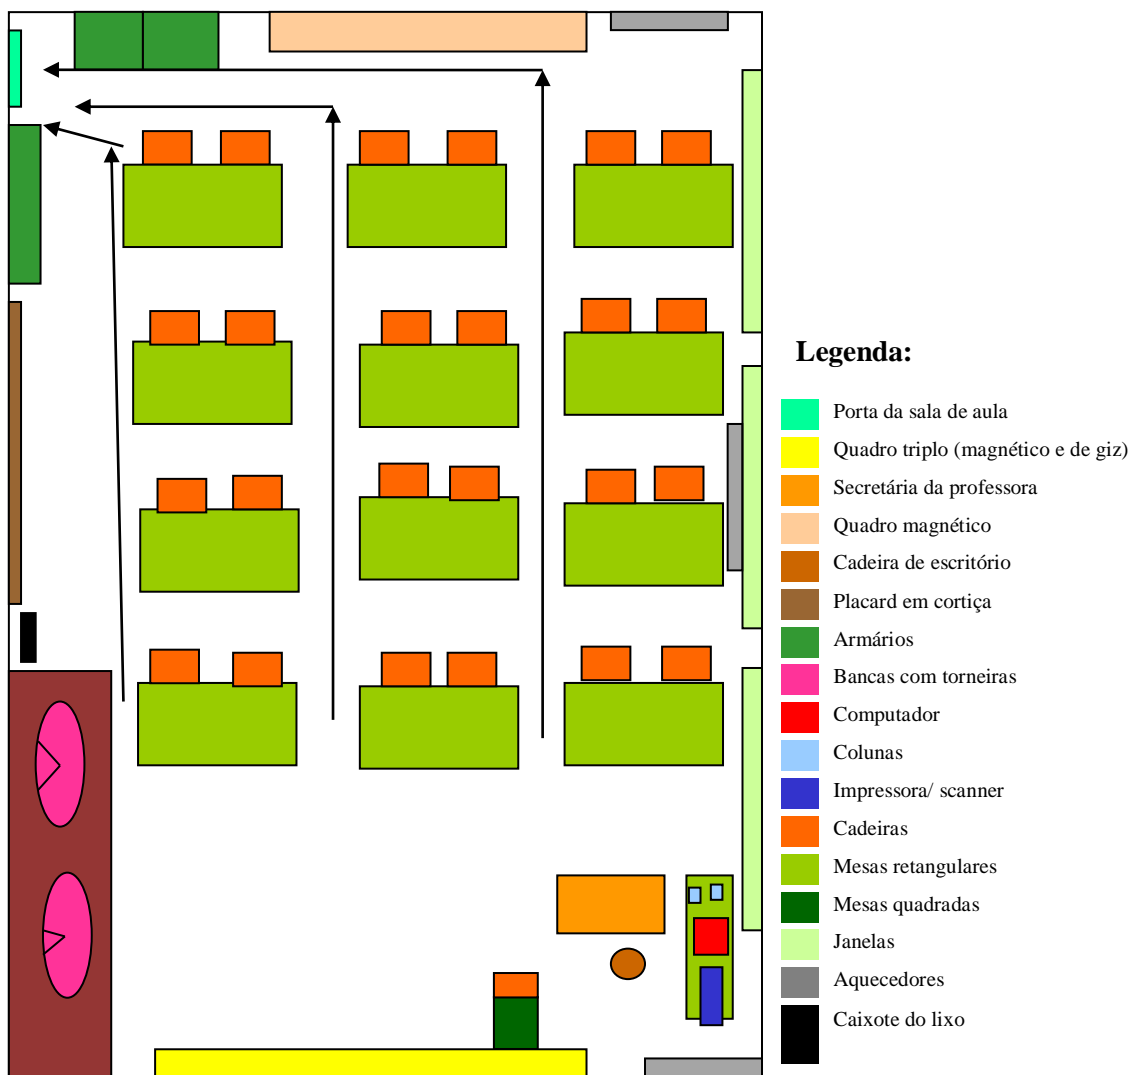 Legenda:
Porta da sala de aula
Quadro triplo (magnético e de giz)
Secretária da professora
Quadro magnético
Cadeira de escritório
Placard em cortiça
Armários
Bancas com torneiras
Computador
Colunas
Impressora/ scanner
Cadeiras
Mesas retangulares
Mesas quadradas
Janelas
Aquecedores
Caixote do lixo